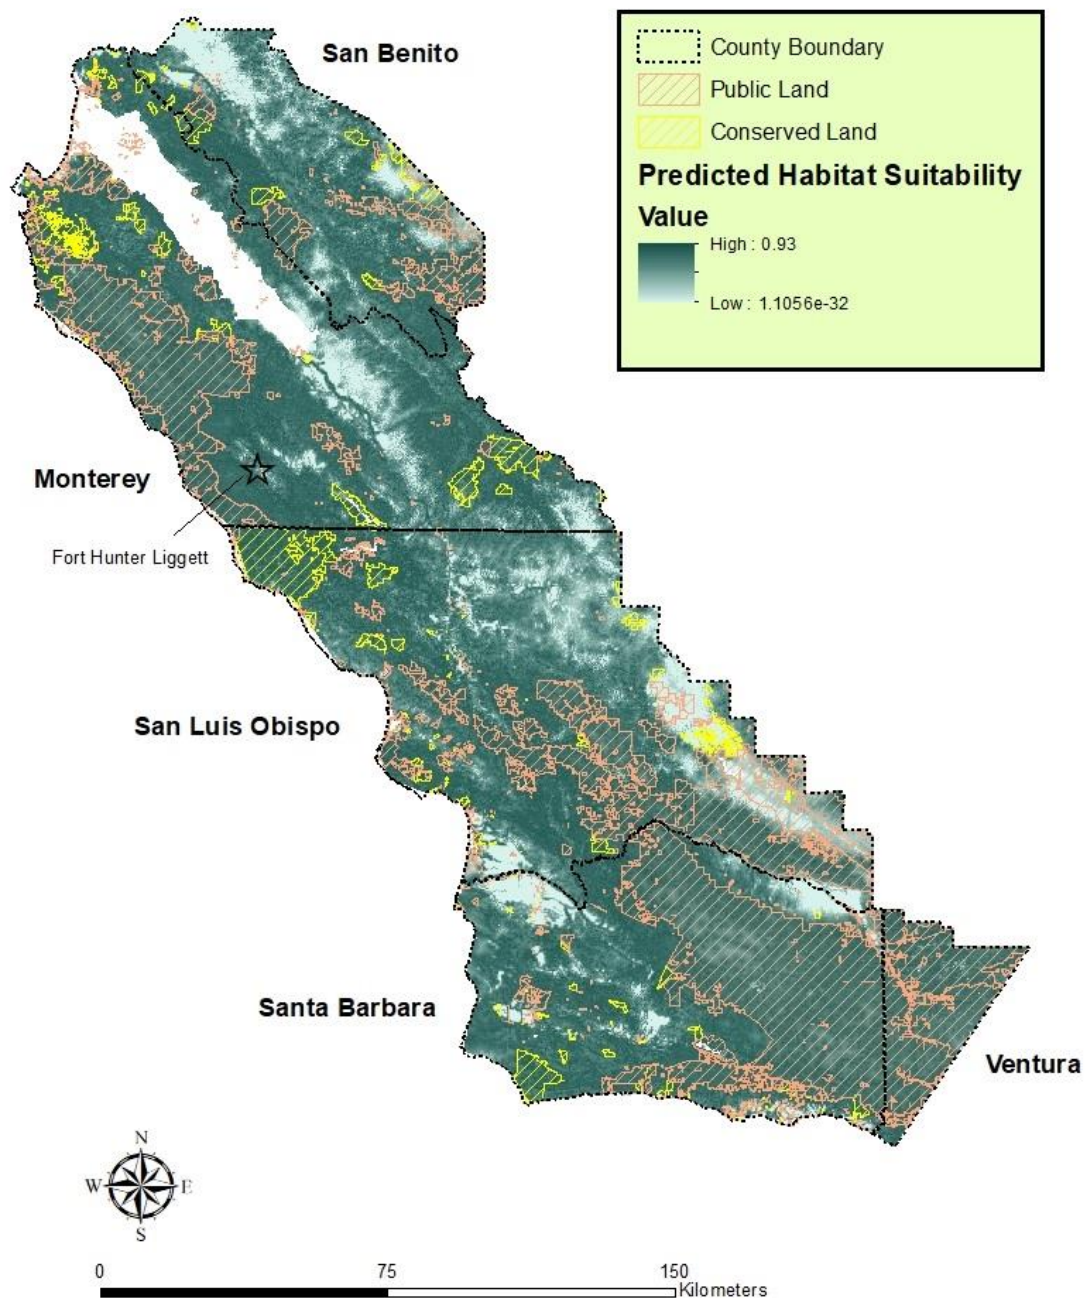 San Benito
County Boundary
Public Land
Conserved Land
Predicted Habitat Suitability
Value
High : 0.93
Low : 1.1056e-32
Monterey
Fort Hunter Liggett
San Luis Obispo
Santa Barbara
Ventura
N
W
E
S
0
75
150
Kilometers